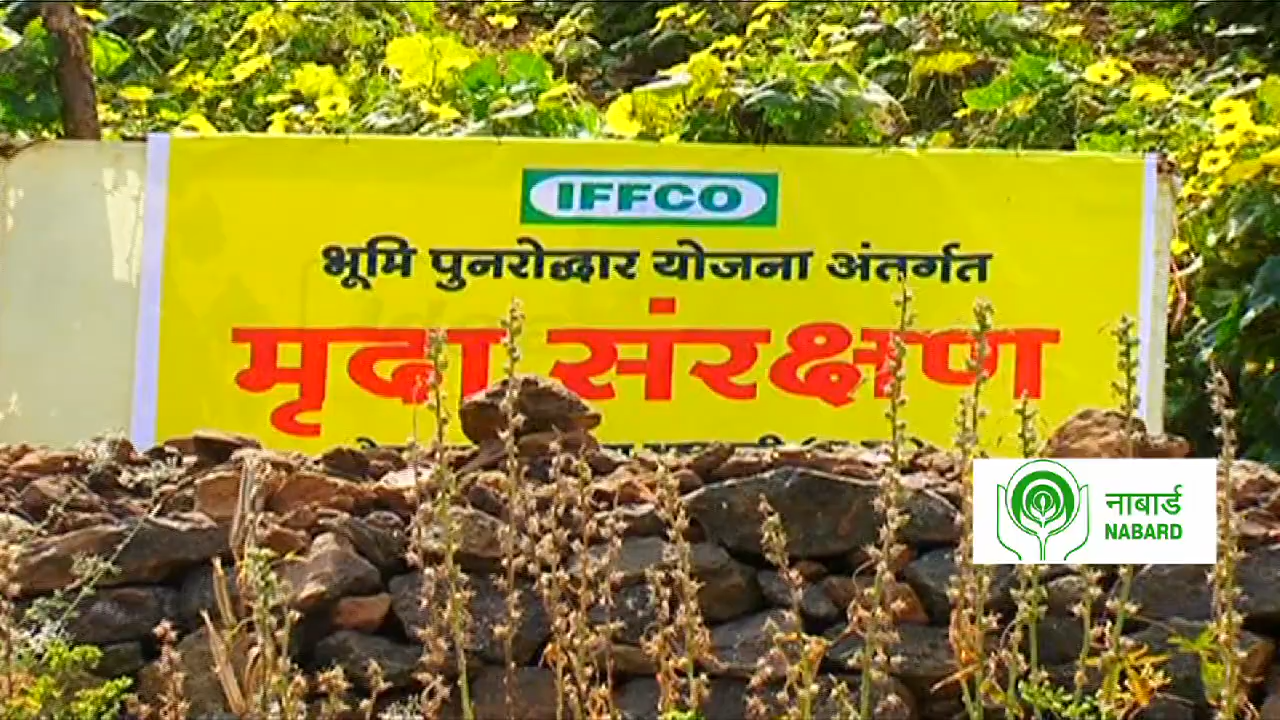 IFFCO
भूमि पुनरोद्धार योजना अंतर्गत
मृदा संरक्षण
नाबार्ड
NABARD